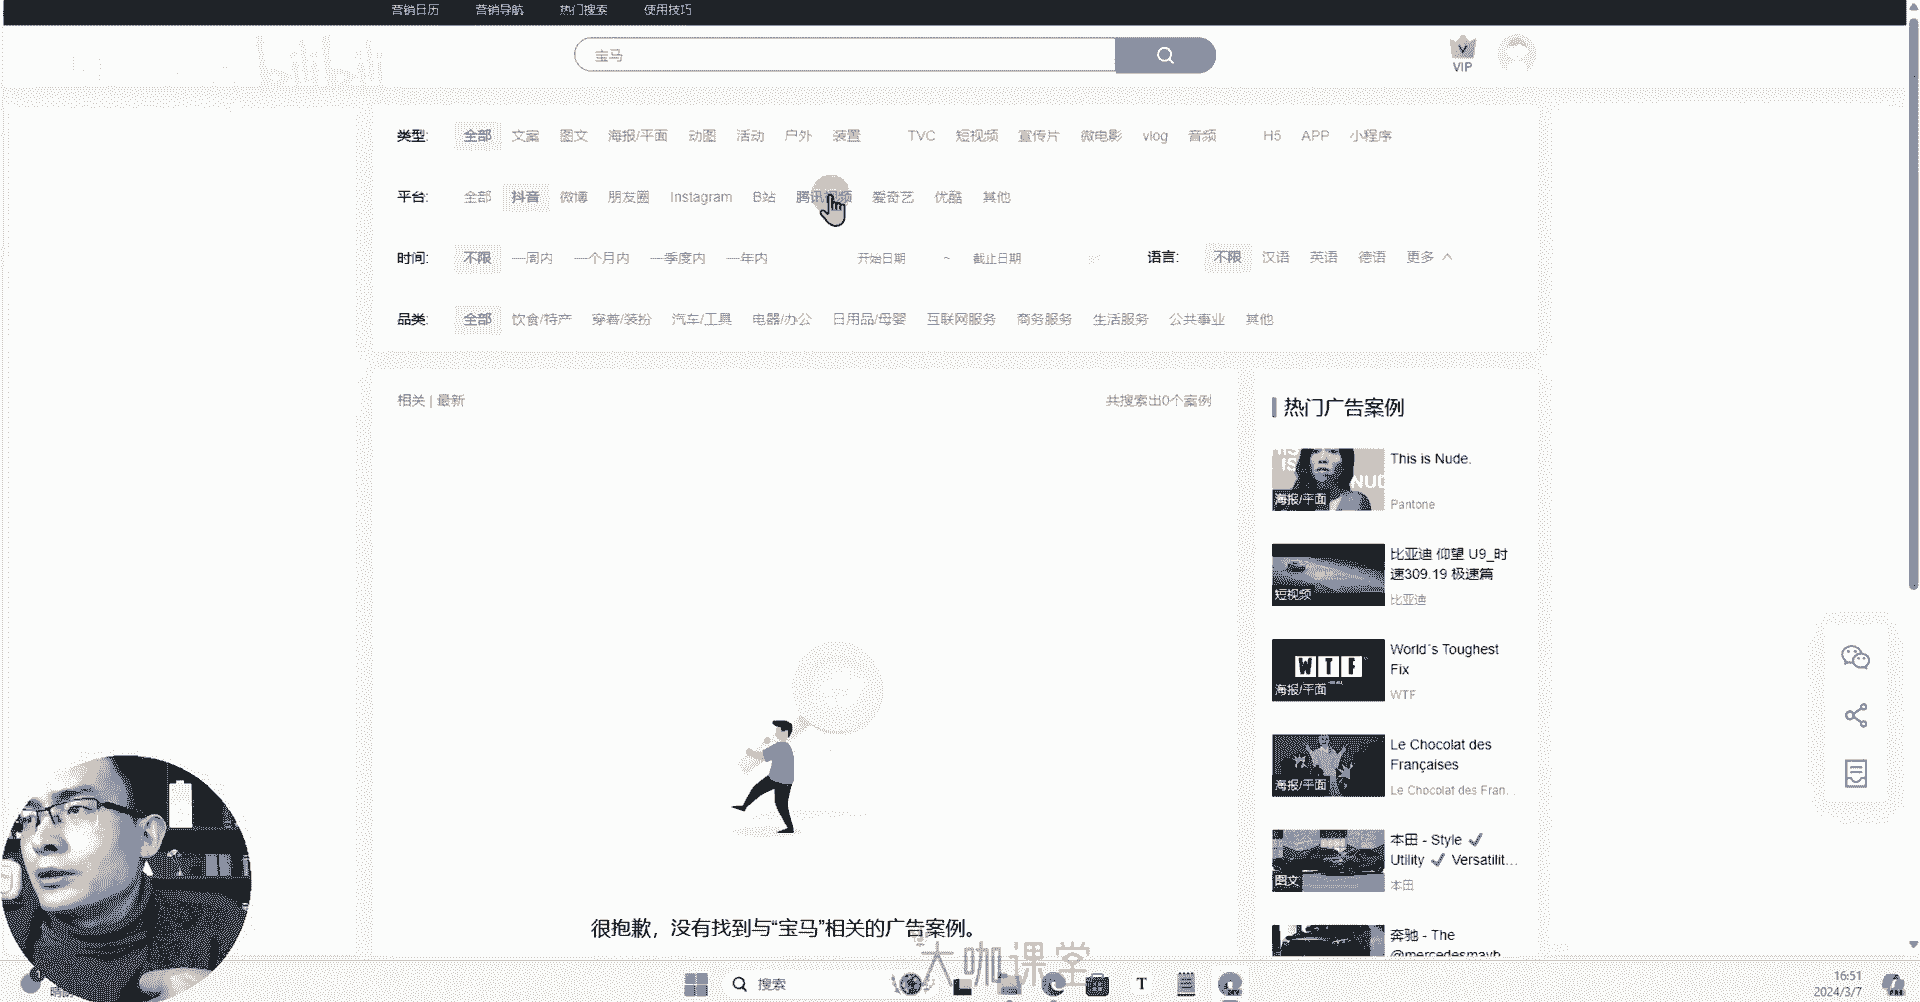 营销日历 营销导航 热门搜索 使用技巧
bilibili
宝马
VIP
类型: 全部 文案 图文 海报/平面 动图 活动 户外 装置 TVC 短视频 宣传片 微电影 vlog 音频 H5 APP 小程序
平台: 全部 抖音 微博 朋友圈 Instagram B站 腾讯视频 爱奇艺 优酷 其他
时间: 不限 一周内 一个月内 一季度内 一年内 开始日期 ~ 截止日期 语言: 不限 汉语 英语 德语 更多
品类: 全部 饮食/特产 穿着/装扮 汽车/工具 电器/办公 日用品/母婴 互联网服务 商务服务 生活服务 公共事业 其他
相关 | 最新 共搜索出0个案例
很抱歉，没有找到与“宝马”相关的广告案例。
热门广告案例
海报/平面
This is Nude.
Pantone
短视频
比亚迪 仰望 U9_时
速309.19 极速篇
比亚迪
WTF
海报/平面
World´s Toughest
Fix
WTF
海报/平面
Le Chocolat des
Françaises
Le Chocolat des Fran...
图文
本田 - Style ✓
Utility ✓ Versatilit...
本田
奔驰 - The
@mercedesmayb
大咖课堂
搜索
T
16:51
2024/3/7